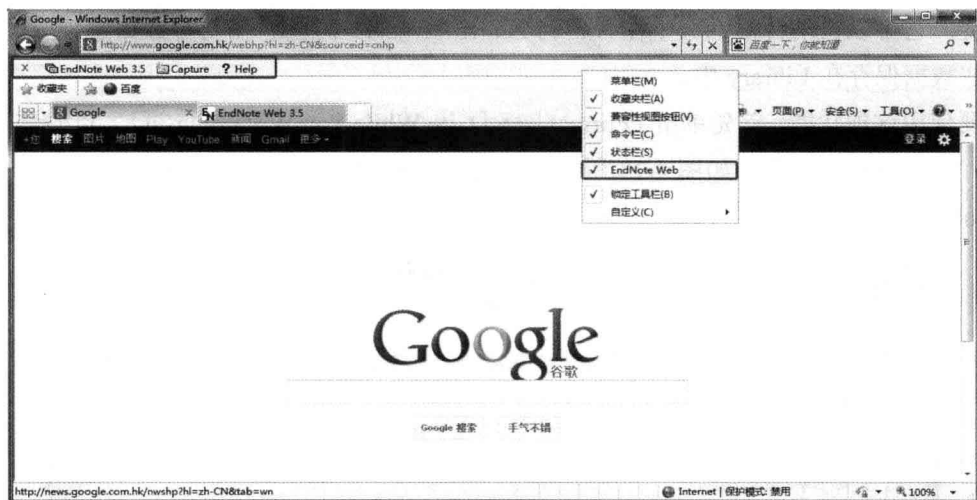 Google - Windows Internet Explorer
http://www.google.com.hk/webhp?hl=zh-CN&sourceid=cnhp
百度一下，你就知道
× EndNote Web 3.5 Capture ? Help
收藏夹 百度
Google × EndNote Web 3.5
页面(P) 安全(S) 工具(O)
+您 搜索 图片 地图 Play YouTube 新闻 Gmail 更多
登录
菜单栏(M)
✓ 收藏夹栏(A)
✓ 兼容性视图按钮(V)
✓ 命令栏(C)
✓ 状态栏(S)
✓ EndNote Web
✓ 锁定工具栏(B)
自定义(C)
Google
谷歌
Google 搜索 手气不错
http://news.google.com.hk/nwshp?hl=zh-CN&tab=wn
Internet | 保护模式: 禁用
100%